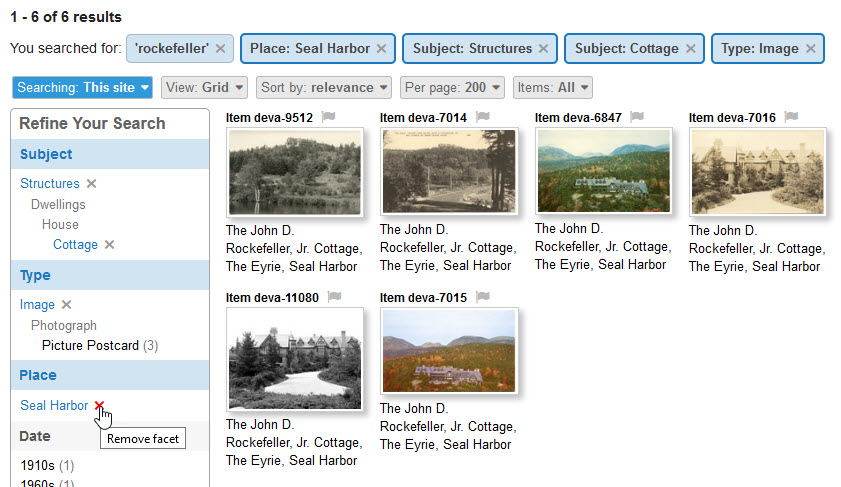 1 - 6 of 6 results
You searched for: 'rockefeller' × Place: Seal Harbor × Subject: Structures × Subject: Cottage × Type: Image ×
Searching: This site View: Grid Sort by: relevance Per page: 200 Items: All
Refine Your Search
Subject
Structures ×
Dwellings
House
Cottage ×
Type
Image ×
Photograph
Picture Postcard (3)
Place
Seal Harbor ×
Remove facet
Date
1910s (1)
1960s (1)
Item deva-9512
The John D.
Rockefeller, Jr. Cottage,
The Eyrie, Seal Harbor
Item deva-7014
The John D.
Rockefeller, Jr. Cottage,
The Eyrie, Seal Harbor
Item deva-6847
The John D.
Rockefeller, Jr. Cottage,
The Eyrie, Seal Harbor
Item deva-7016
The John D.
Rockefeller, Jr. Cottage,
The Eyrie, Seal Harbor
Item deva-11080
The John D.
Rockefeller, Jr. Cottage,
The Eyrie, Seal Harbor
Item deva-7015
The John D.
Rockefeller, Jr. Cottage,
The Eyrie, Seal Harbor